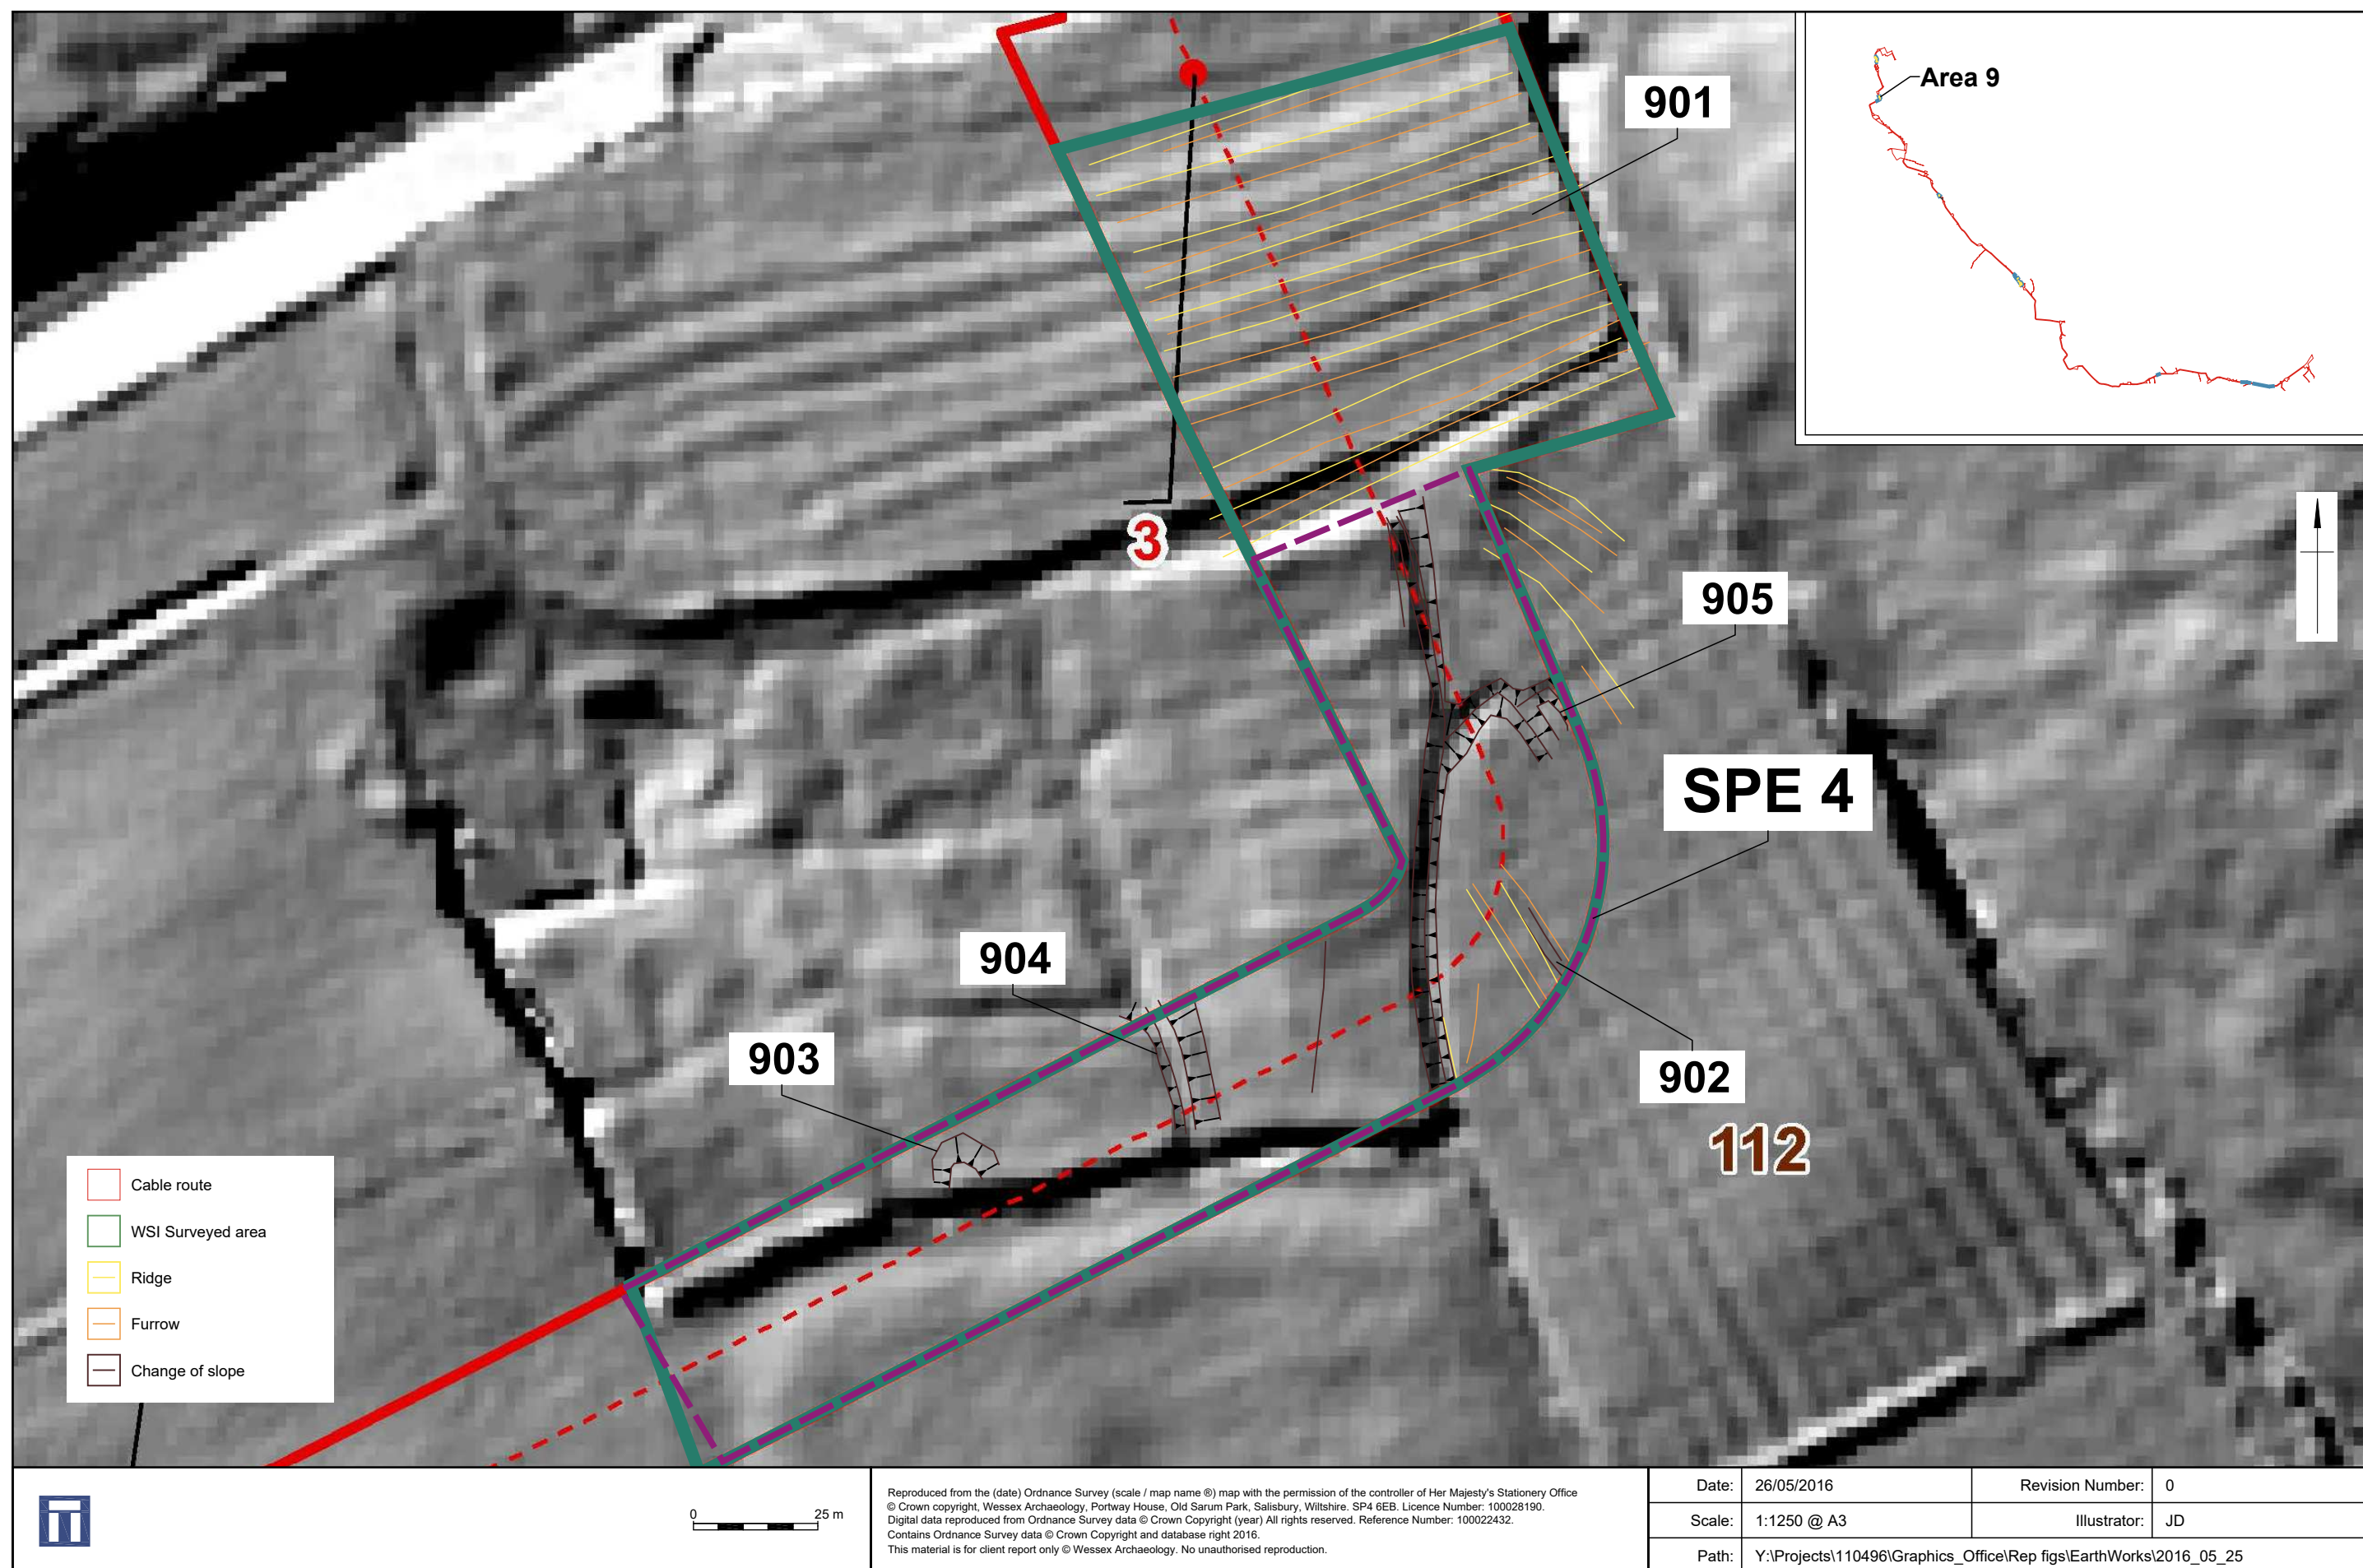 Area 9
901
3
905
SPE 4
904
903
902
112
Cable route
WSI Surveyed area
Ridge
Furrow
Change of slope
0 25 m
Reproduced from the (date) Ordnance Survey (scale / map name ®) map with the permission of the controller of Her Majesty's Stationery Office
© Crown copyright, Wessex Archaeology, Portway House, Old Sarum Park, Salisbury, Wiltshire. SP4 6EB. Licence Number: 100028190.
Digital data reproduced from Ordnance Survey data © Crown Copyright (year) All rights reserved. Reference Number: 100022432.
Contains Ordnance Survey data © Crown Copyright and database right 2016.
This material is for client report only © Wessex Archaeology. No unauthorised reproduction.
Date: 26/05/2016 Revision Number: 0
Scale: 1:1250 @ A3 Illustrator: JD
Path: Y:\Projects\110496\Graphics_Office\Rep figs\EarthWorks\2016_05_25